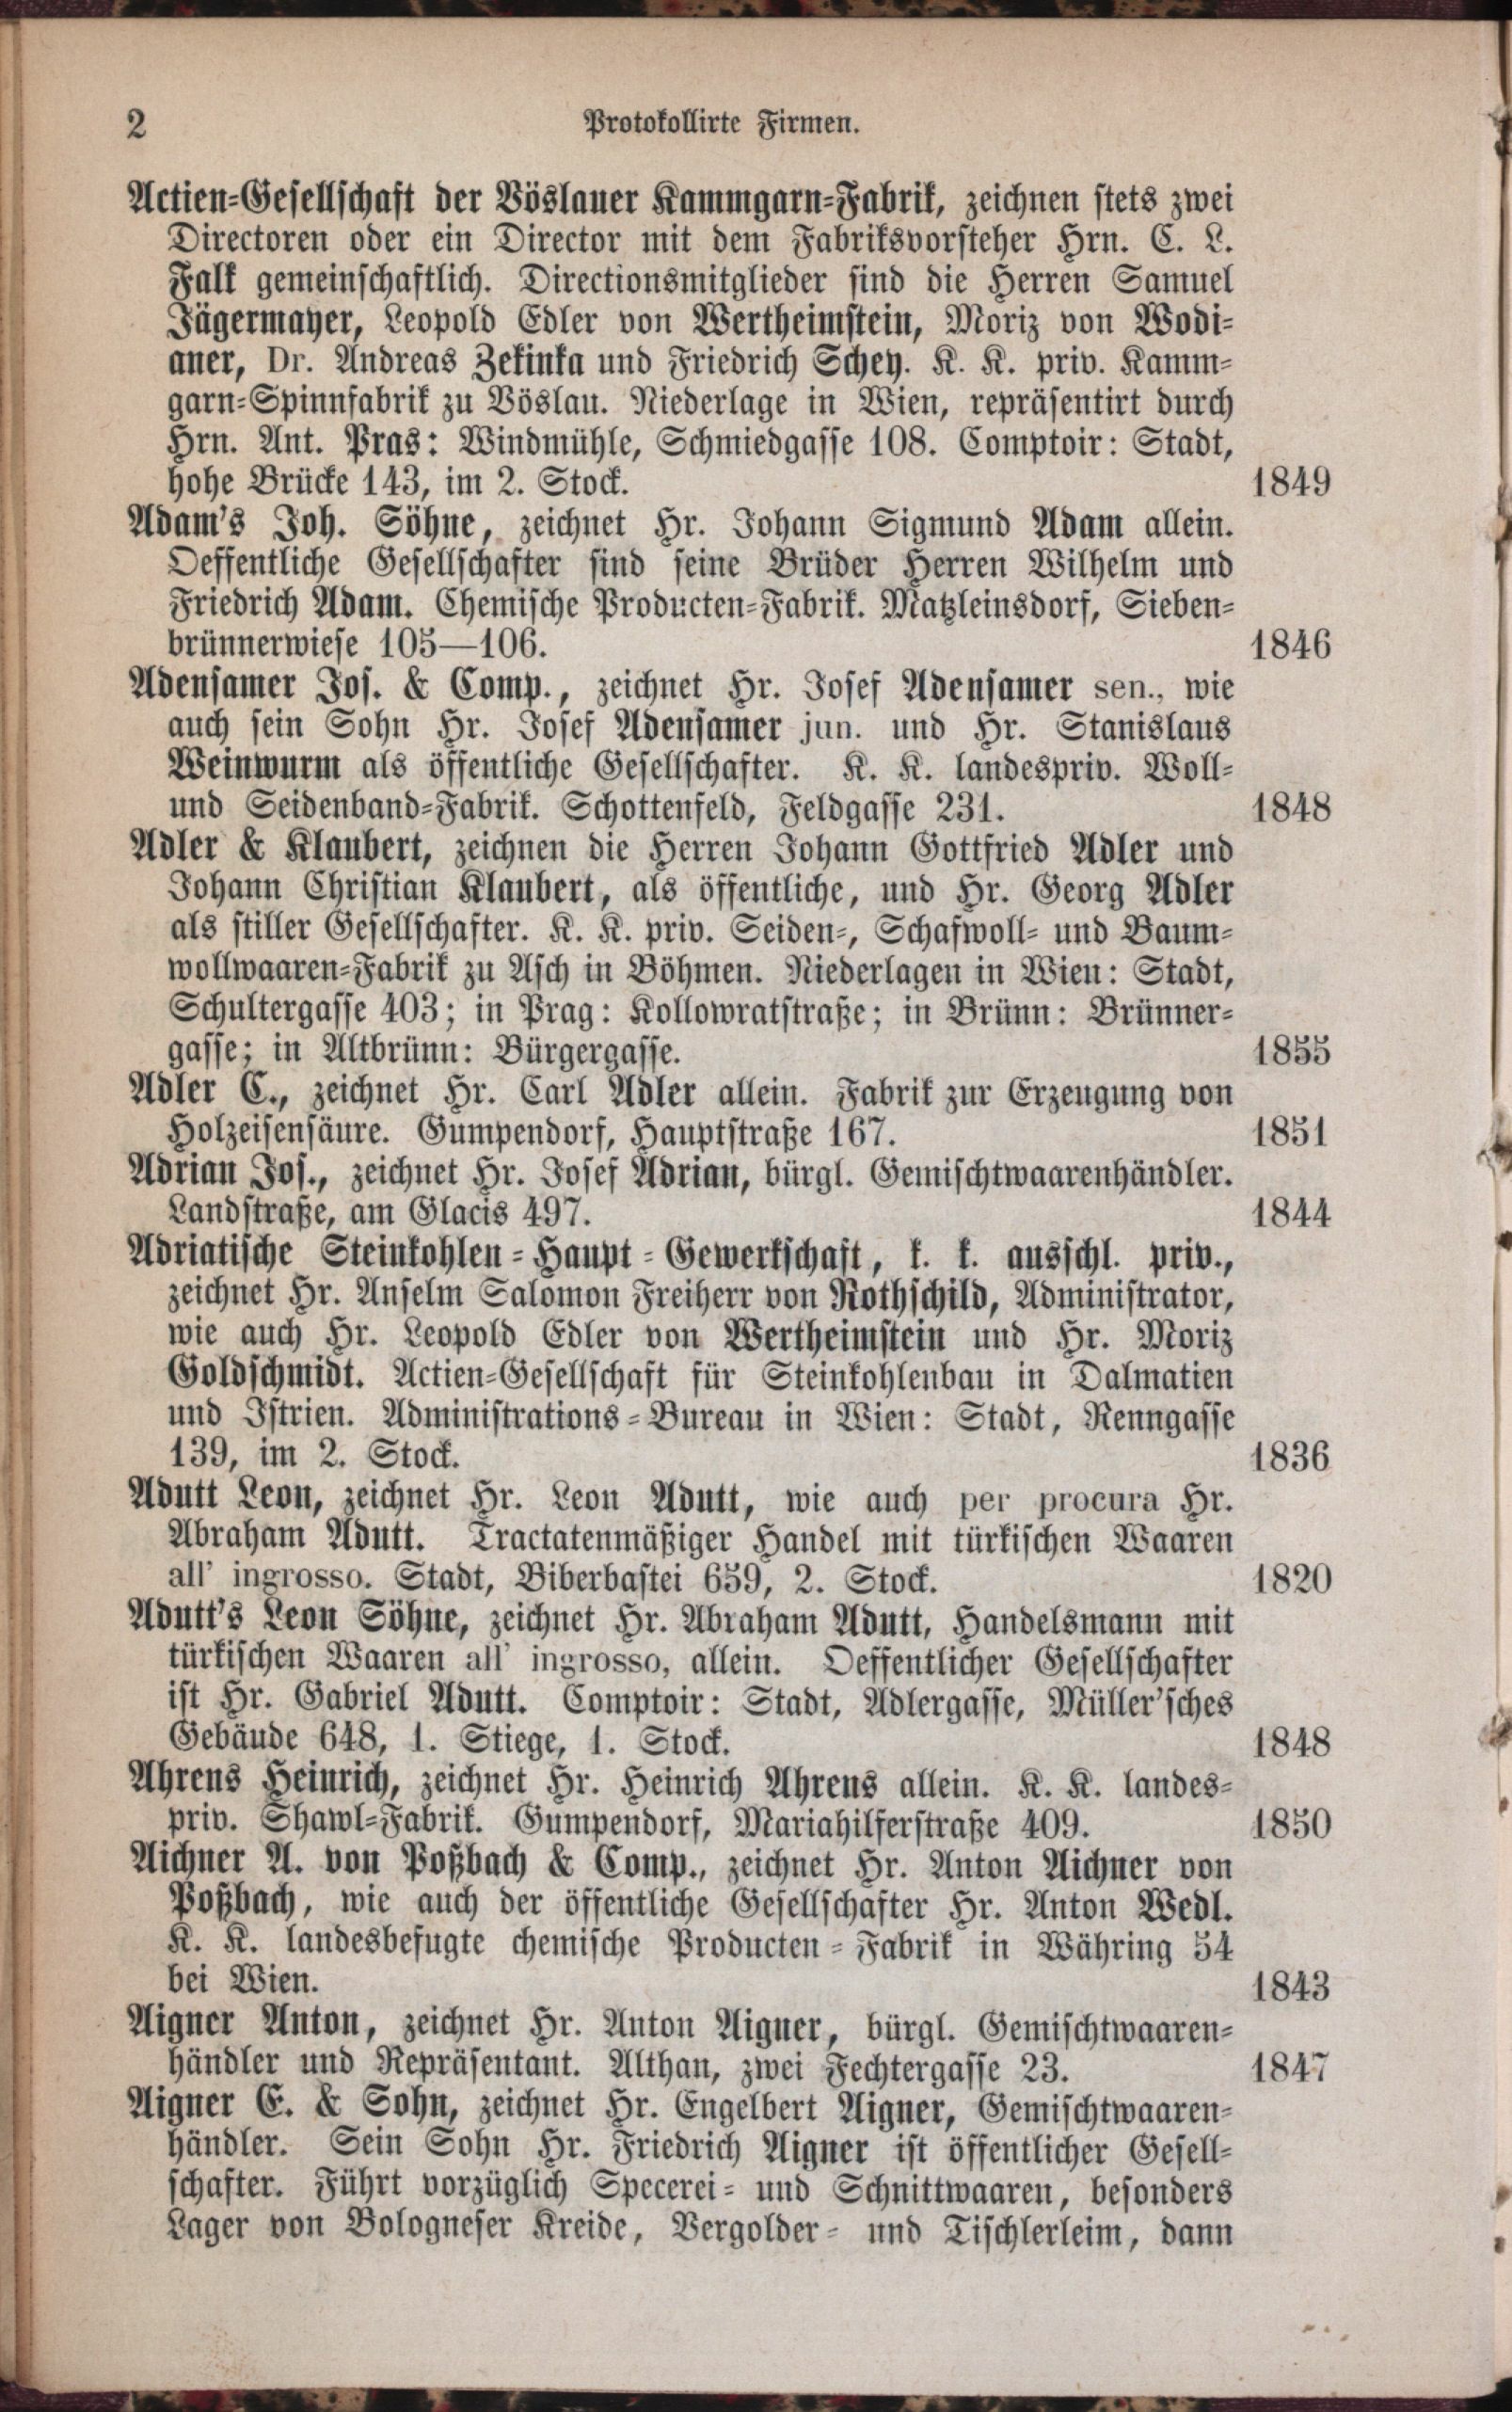 2 Protokollirte Firmen.
Actien-Gesellschaft der Vöslauer Kammgarn-Fabrik, zeichnen stets zwei
Directoren oder ein Director mit dem Fabriksvorsteher Hrn. C. L.
Falk gemeinschaftlich. Directionsmitglieder sind die Herren Samuel
Jägermayer, Leopold Edler von Wertheimstein, Moriz von Wodi-
aner, Dr. Andreas Zekinka und Friedrich Schey. K. K. priv. Kamm-
garn-Spinnfabrik zu Vöslau. Niederlage in Wien, repräsentirt durch
Hrn. Ant. Pras: Windmühle, Schmiedgasse 108. Comptoir: Stadt,
hohe Brücke 143, im 2. Stock. 1849
Adam's Joh. Söhne, zeichnet Hr. Johann Sigmund Adam allein.
Oeffentliche Gesellschafter sind seine Brüder Herren Wilhelm und
Friedrich Adam. Chemische Producten-Fabrik. Matzleinsdorf, Sieben-
brünnerwiese 105—106. 1846
Adensamer Jos. & Comp., zeichnet Hr. Josef Adensamer sen., wie
auch sein Sohn Hr. Josef Adensamer jun. und Hr. Stanislaus
Weinwurm als öffentliche Gesellschafter. K. K. landespriv. Woll-
und Seidenband-Fabrik. Schottenfeld, Feldgasse 231. 1848
Adler & Klaubert, zeichnen die Herren Johann Gottfried Adler und
Johann Christian Klaubert, als öffentliche, und Hr. Georg Adler
als stiller Gesellschafter. K. K. priv. Seiden-, Schafwoll- und Baum-
wollwaaren-Fabrik zu Asch in Böhmen. Niederlagen in Wien: Stadt,
Schultergasse 403; in Prag: Kollowratstraße; in Brünn: Brünner-
gasse; in Altbrünn: Bürgergasse. 1855
Adler C., zeichnet Hr. Carl Adler allein. Fabrik zur Erzeugung von
Holzeisensäure. Gumpendorf, Hauptstraße 167. 1851
Adrian Jos., zeichnet Hr. Josef Adrian, bürgl. Gemischtwaarenhändler.
Landstraße, am Glacis 497. 1844
Adriatische Steinkohlen-Haupt-Gewerkschaft, k. k. ausschl. priv.,
zeichnet Hr. Anselm Salomon Freiherr von Rothschild, Administrator,
wie auch Hr. Leopold Edler von Wertheimstein und Hr. Moriz
Goldschmidt. Actien-Gesellschaft für Steinkohlenbau in Dalmatien
und Istrien. Administrations-Bureau in Wien: Stadt, Renngasse
139, im 2. Stock. 1836
Adutt Leon, zeichnet Hr. Leon Adutt, wie auch per procura Hr.
Abraham Adutt. Tractatenmäßiger Handel mit türkischen Waaren
all' ingrosso. Stadt, Biberbastei 659, 2. Stock. 1820
Adutt's Leon Söhne, zeichnet Hr. Abraham Adutt, Handelsmann mit
türkischen Waaren all' ingrosso, allein. Oeffentlicher Gesellschafter
ist Hr. Gabriel Adutt. Comptoir: Stadt, Adlergasse, Müller'sches
Gebäude 648, 1. Stiege, 1. Stock. 1848
Ahrens Heinrich, zeichnet Hr. Heinrich Ahrens allein. K. K. landes-
priv. Shawl-Fabrik. Gumpendorf, Mariahilferstraße 409. 1850
Aichner A. von Poßbach & Comp., zeichnet Hr. Anton Aichner von
Poßbach, wie auch der öffentliche Gesellschafter Hr. Anton Wedl.
K. K. landesbefugte chemische Producten-Fabrik in Währing 54
bei Wien. 1843
Aigner Anton, zeichnet Hr. Anton Aigner, bürgl. Gemischtwaaren-
händler und Repräsentant. Althan, zwei Fechtergasse 23. 1847
Aigner E. & Sohn, zeichnet Hr. Engelbert Aigner, Gemischtwaaren-
händler. Sein Sohn Hr. Friedrich Aigner ist öffentlicher Gesell-
schafter. Führt vorzüglich Specerei- und Schnittwaaren, besonders
Lager von Bologneser Kreide, Vergolder- und Tischlerleim, dann